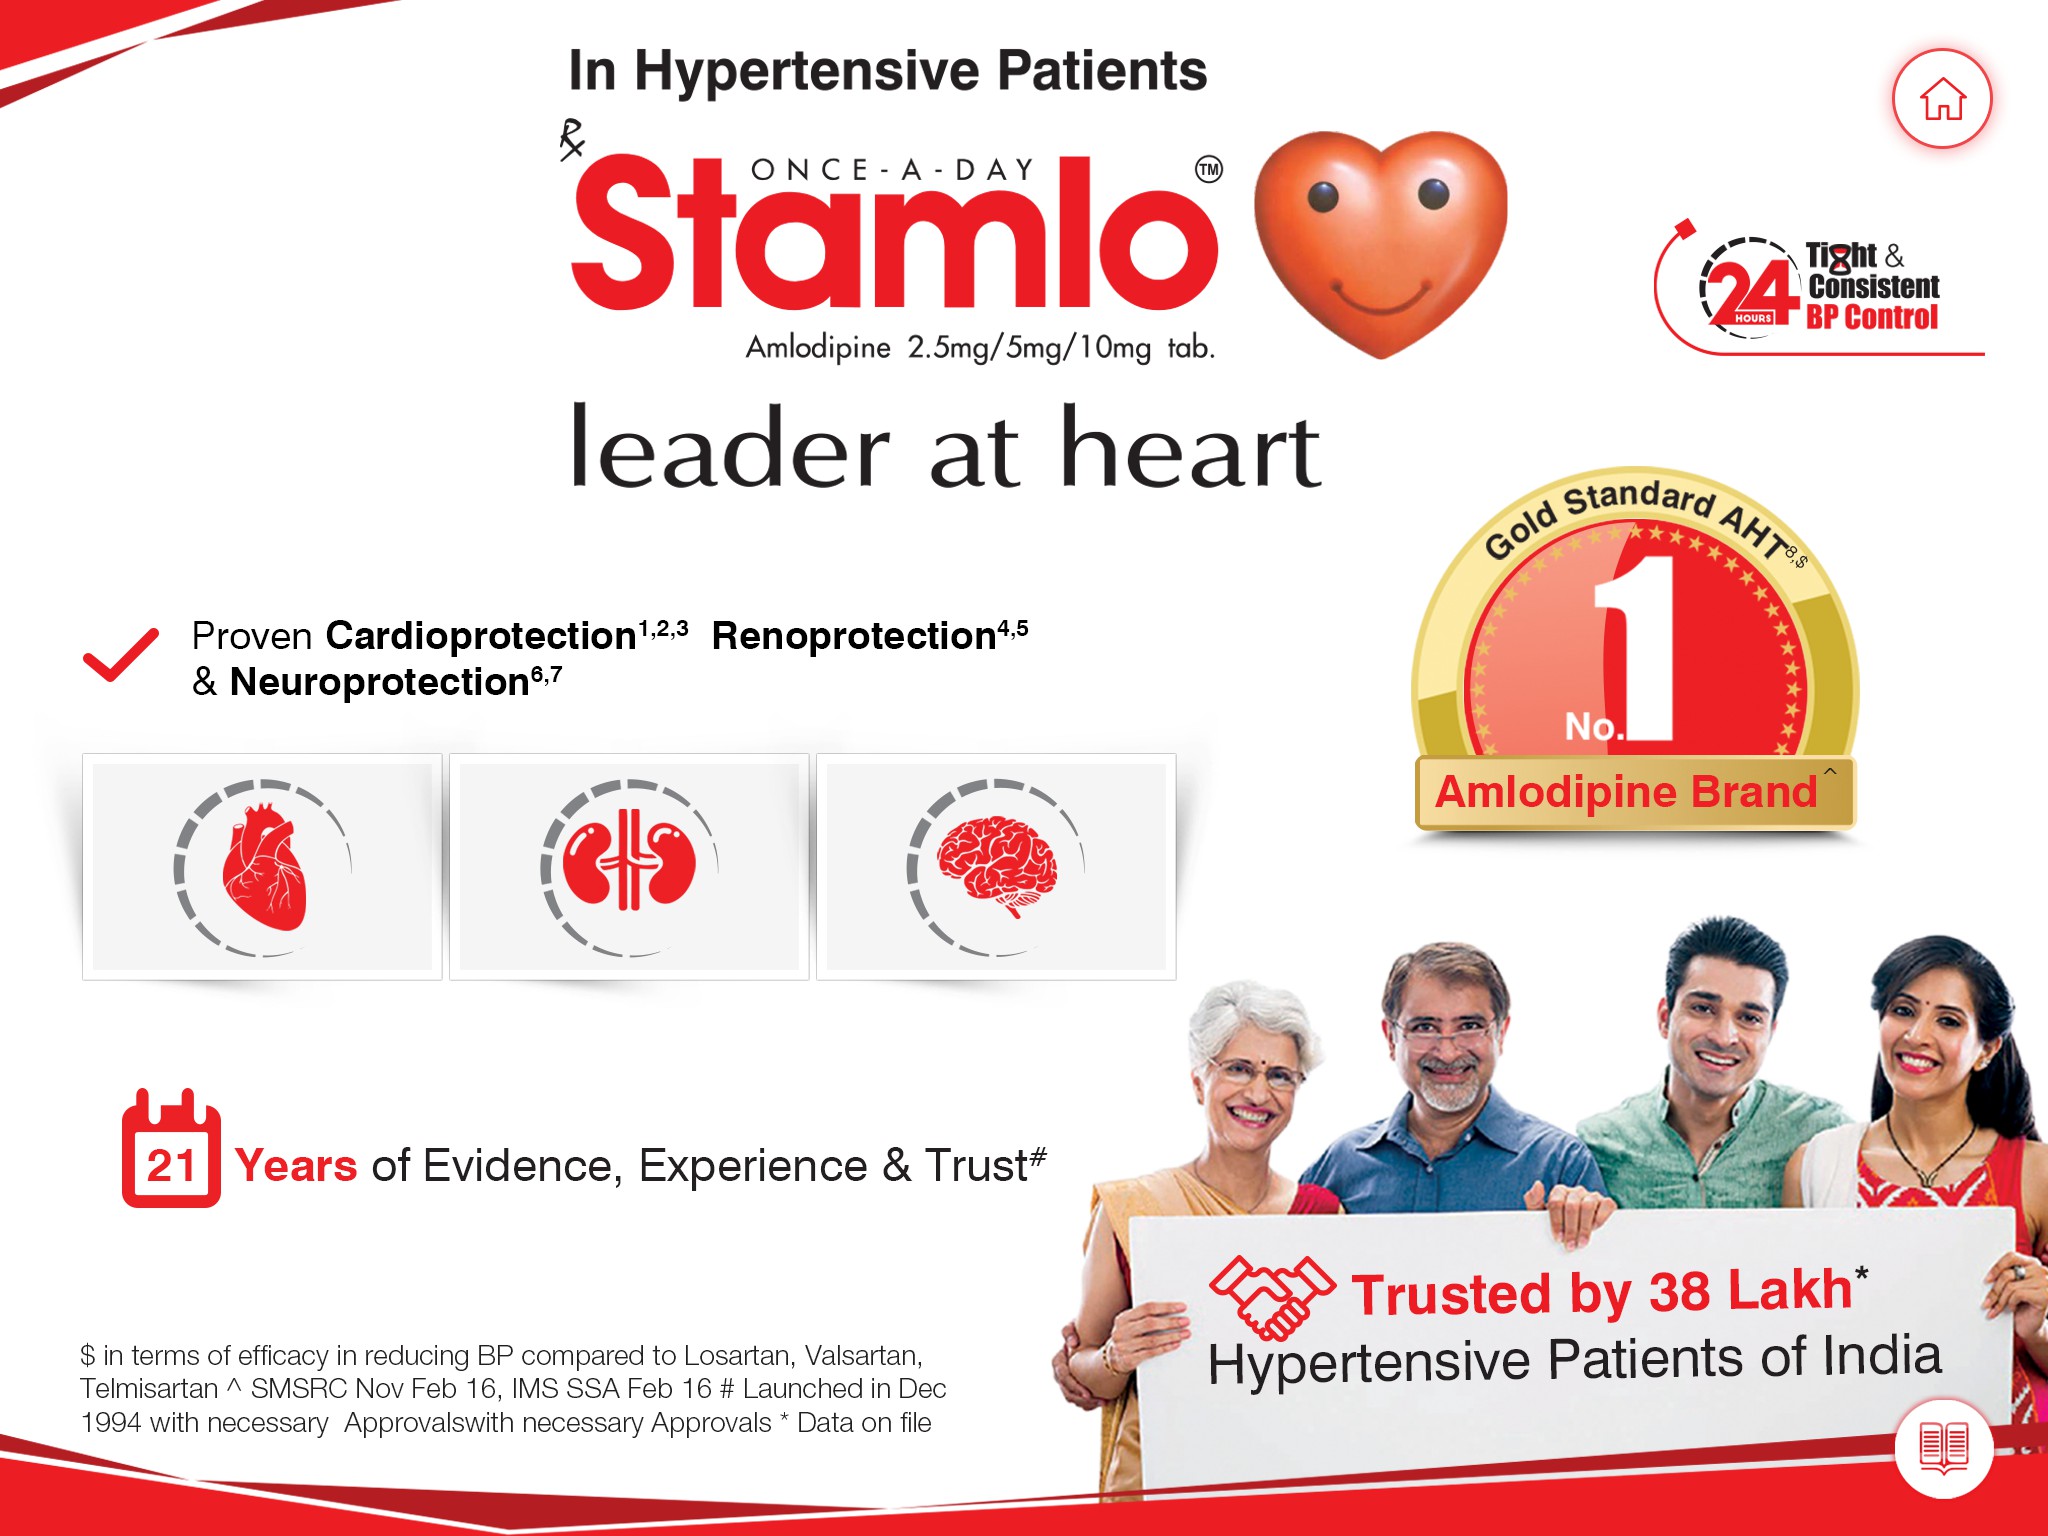 In Hypertensive Patients
℞
ONCE-A-DAY
Stamlo™
Amlodipine 2.5mg/5mg/10mg tab.
leader at heart
24 HOURS
Tight &
Consistent
BP Control
Gold Standard AHT8,$
No.1
Amlodipine Brand^
Proven Cardioprotection1,2,3 Renoprotection4,5
& Neuroprotection6,7
21 Years of Evidence, Experience & Trust#
Trusted by 38 Lakh*
Hypertensive Patients of India
$ in terms of efficacy in reducing BP compared to Losartan, Valsartan,
Telmisartan ^ SMSRC Nov Feb 16, IMS SSA Feb 16 # Launched in Dec
1994 with necessary Approvalswith necessary Approvals * Data on file